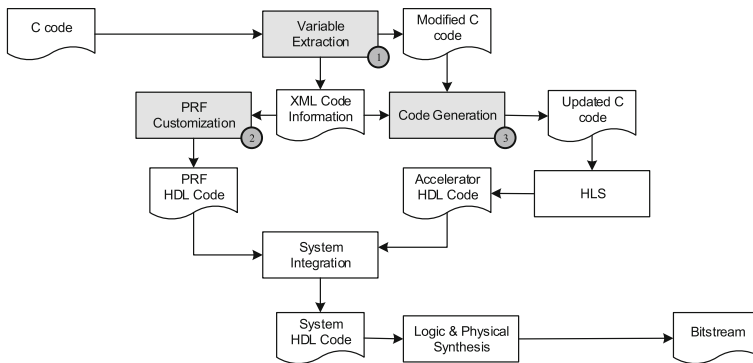 C code
Variable
Extraction
1
Modified C
code
PRF
Customization
2
XML Code
Information
Code Generation
3
Updated C
code
PRF
HDL Code
Accelerator
HDL Code
HLS
System
Integration
System
HDL Code
Logic & Physical
Synthesis
Bitstream